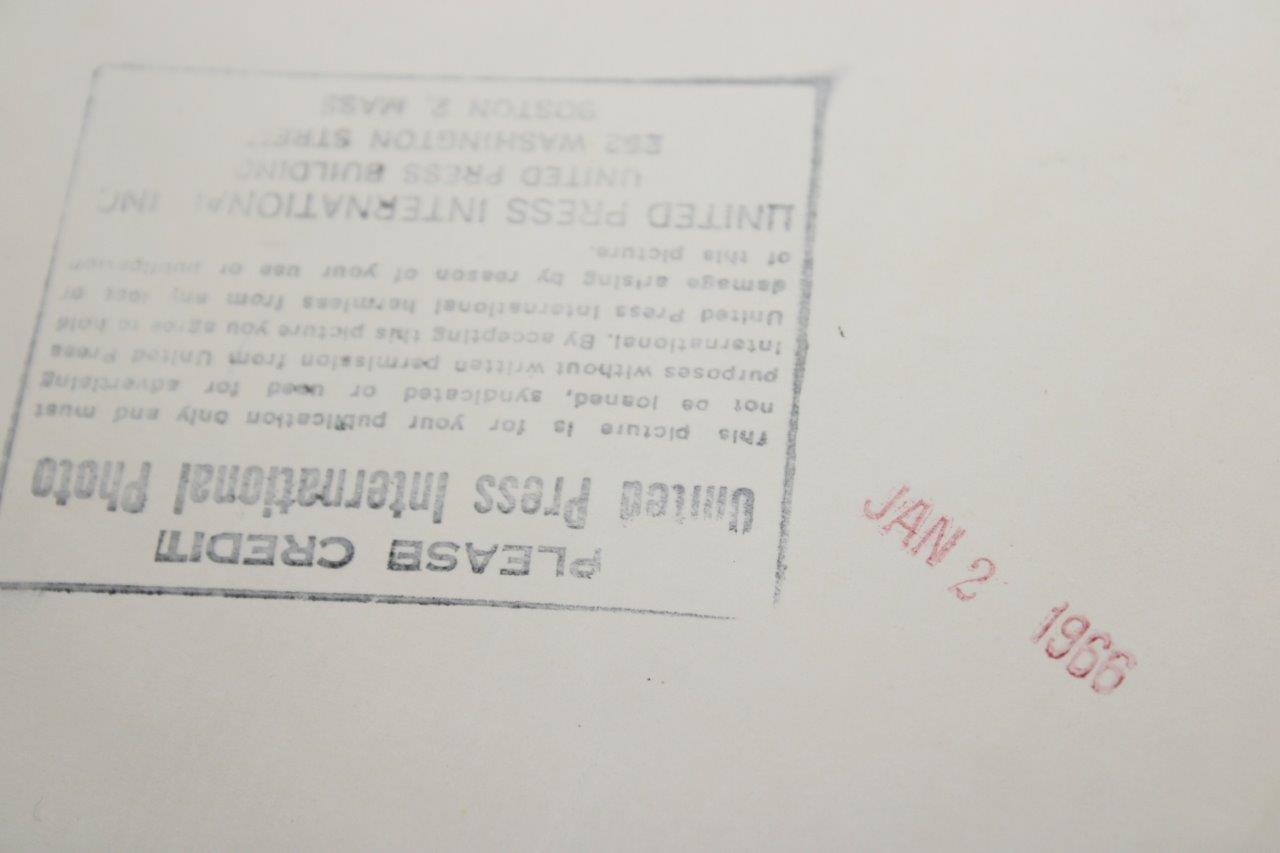 PLEASE CREDIT
United Press International Photo
This picture is for your publication only and must
not be loaned, syndicated or used for advertising
purposes without written permission from United Press
International. By accepting this picture you agree to hold
United Press International harmless from any loss or
damage arising by reason of your use or publication
of this picture.
UNITED PRESS INTERNATIONAL INC
UNITED PRESS BUILDING
252 WASHINGTON STREET
BOSTON 2, MASS
JAN 2 1966